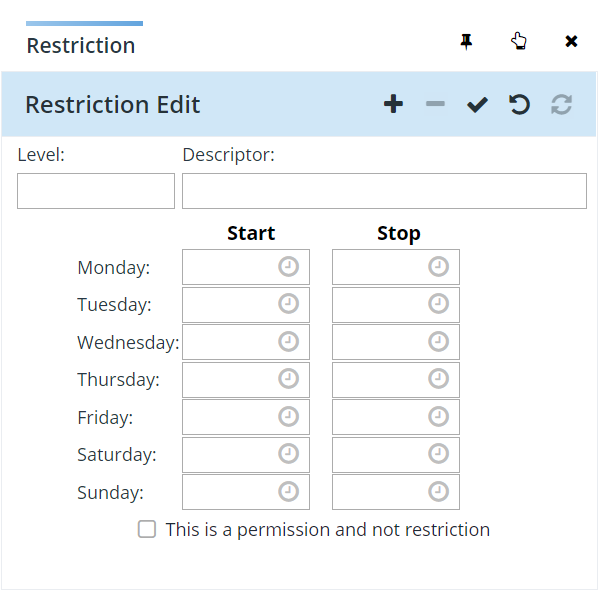 Restriction
Restriction Edit
Level: Descriptor:
Start Stop
Monday:
Tuesday:
Wednesday:
Thursday:
Friday:
Saturday:
Sunday:
This is a permission and not restriction